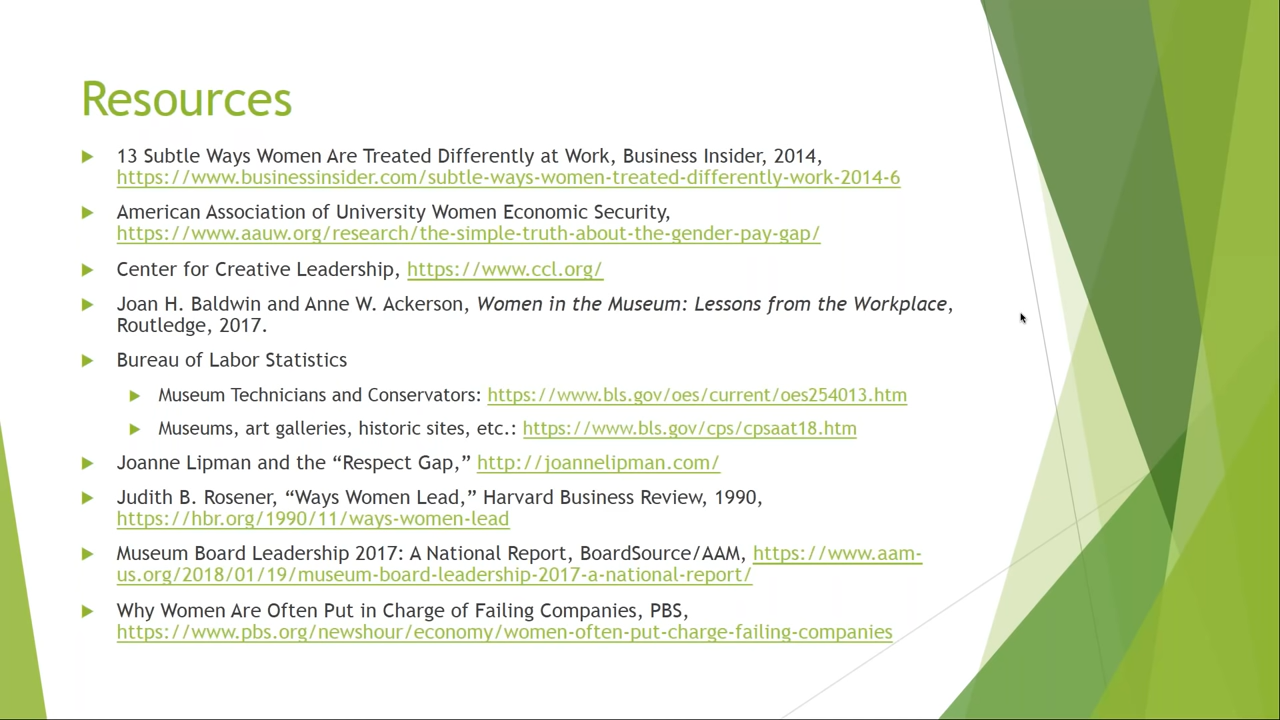 Resources
13 Subtle Ways Women Are Treated Differently at Work, Business Insider, 2014,
https://www.businessinsider.com/subtle-ways-women-treated-differently-work-2014-6
American Association of University Women Economic Security,
https://www.aauw.org/research/the-simple-truth-about-the-gender-pay-gap/
Center for Creative Leadership, https://www.ccl.org/
Joan H. Baldwin and Anne W. Ackerson, Women in the Museum: Lessons from the Workplace,
Routledge, 2017.
Bureau of Labor Statistics
Museum Technicians and Conservators: https://www.bls.gov/oes/current/oes254013.htm
Museums, art galleries, historic sites, etc.: https://www.bls.gov/cps/cpsaat18.htm
Joanne Lipman and the “Respect Gap,” http://joannelipman.com/
Judith B. Rosener, “Ways Women Lead,” Harvard Business Review, 1990,
https://hbr.org/1990/11/ways-women-lead
Museum Board Leadership 2017: A National Report, BoardSource/AAM, https://www.aam-
us.org/2018/01/19/museum-board-leadership-2017-a-national-report/
Why Women Are Often Put in Charge of Failing Companies, PBS,
https://www.pbs.org/newshour/economy/women-often-put-charge-failing-companies